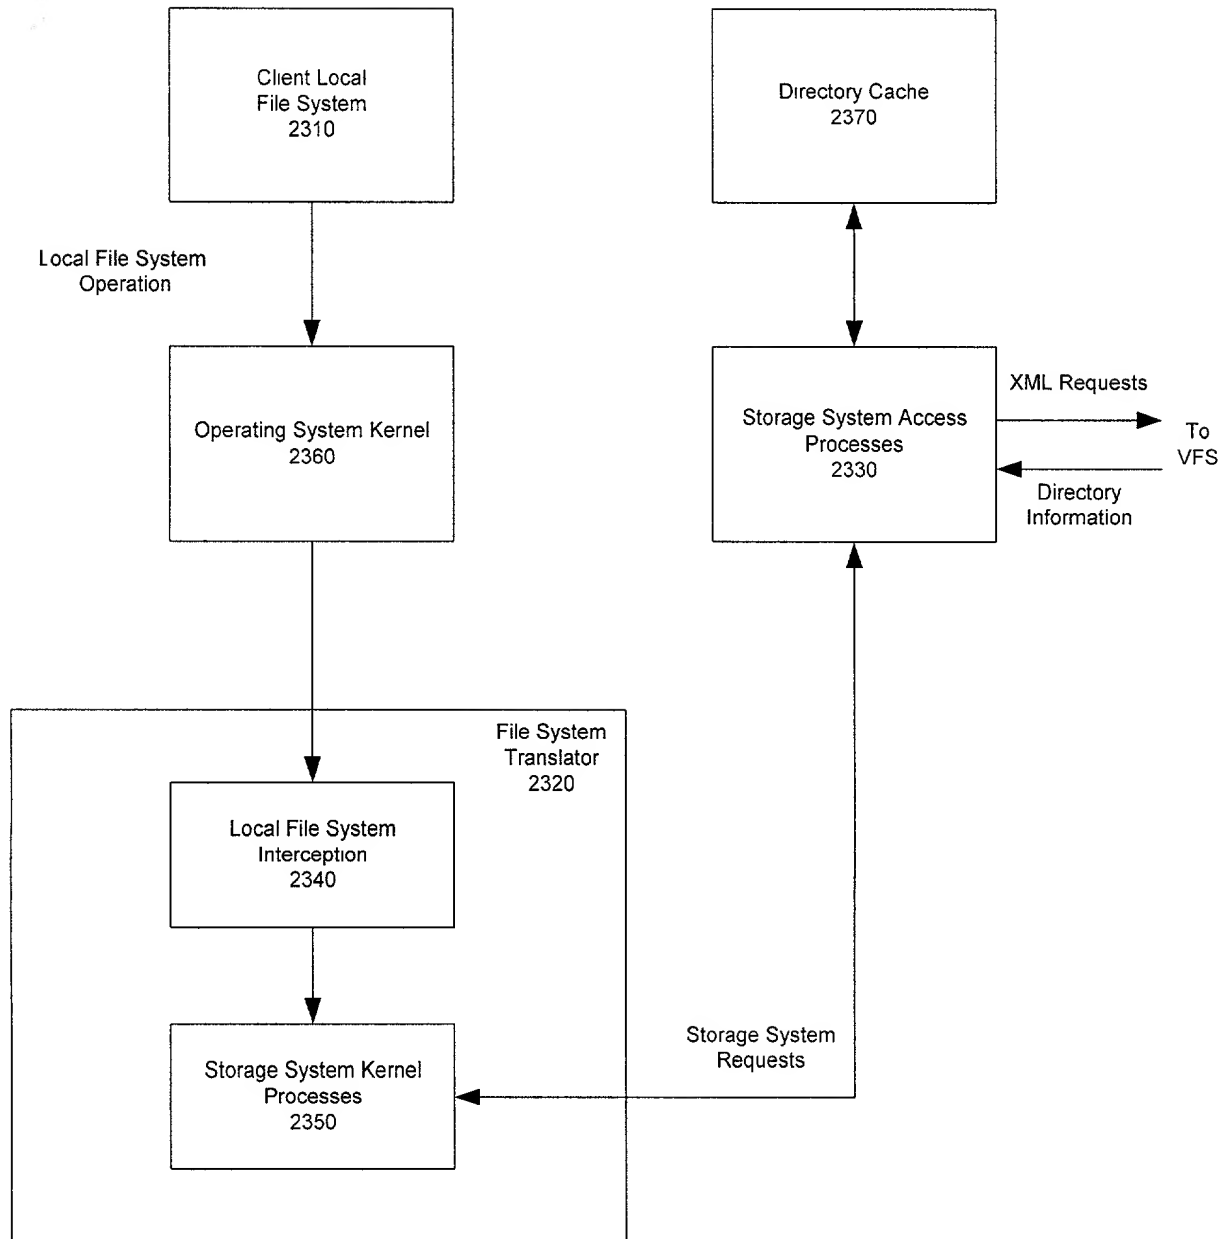 Client Local
File System
2310
Directory Cache
2370
Local File System
Operation
Operating System Kernel
2360
Storage System Access
Processes
2330
XML Requests
To
VFS
Directory
Information
File System
Translator
2320
Local File System
Interception
2340
Storage System Kernel
Processes
2350
Storage System
Requests